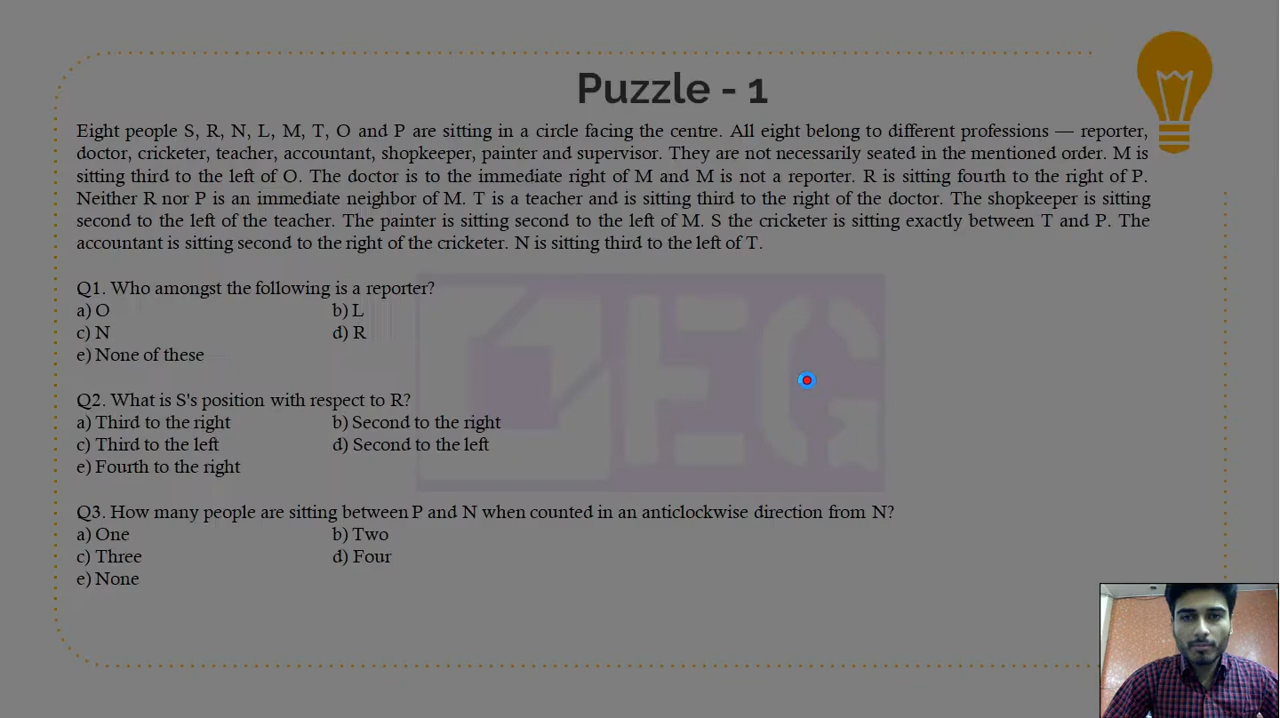 Puzzle - 1
Eight people S, R, N, L, M, T, O and P are sitting in a circle facing the centre. All eight belong to different professions — reporter,
doctor, cricketer, teacher, accountant, shopkeeper, painter and supervisor. They are not necessarily seated in the mentioned order. M is
sitting third to the left of O. The doctor is to the immediate right of M and M is not a reporter. R is sitting fourth to the right of P.
Neither R nor P is an immediate neighbor of M. T is a teacher and is sitting third to the right of the doctor. The shopkeeper is sitting
second to the left of the teacher. The painter is sitting second to the left of M. S the cricketer is sitting exactly between T and P. The
accountant is sitting second to the right of the cricketer. N is sitting third to the left of T.
Q1. Who amongst the following is a reporter?
a) O b) L
c) N d) R
e) None of these
Q2. What is S's position with respect to R?
a) Third to the right b) Second to the right
c) Third to the left d) Second to the left
e) Fourth to the right
Q3. How many people are sitting between P and N when counted in an anticlockwise direction from N?
a) One b) Two
c) Three d) Four
e) None
EG